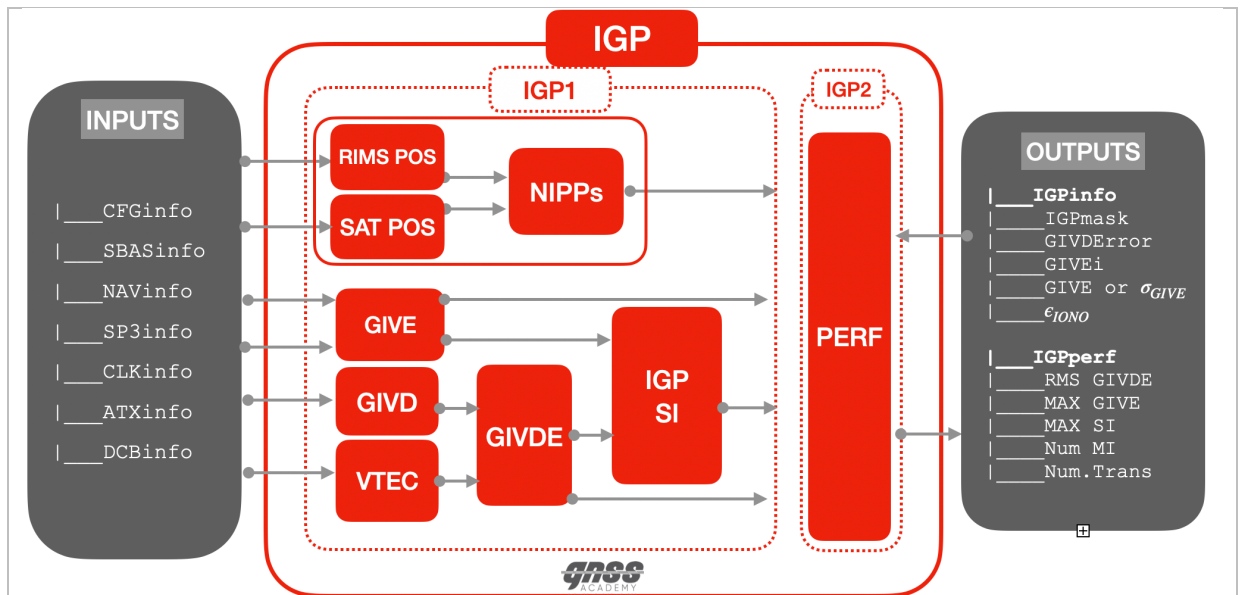 IGP
INPUTS
|___CFGinfo
|___SBASinfo
|___NAVinfo
|___SP3info
|___CLKinfo
|___ATXinfo
|___DCBinfo
IGP1
RIMS POS
SAT POS
NIPPs
GIVE
GIVD
VTEC
GIVDE
IGP
SI
IGP2
PERF
OUTPUTS
|___IGPinfo
|____IGPmask
|____GIVDError
|____GIVEi
|____GIVE or σ_GIVE
|____ϵ_IONO
|___IGPperf
|____RMS GIVDE
|____MAX GIVE
|____MAX SI
|____Num MI
|____Num.Trans
gnss
ACADEMY